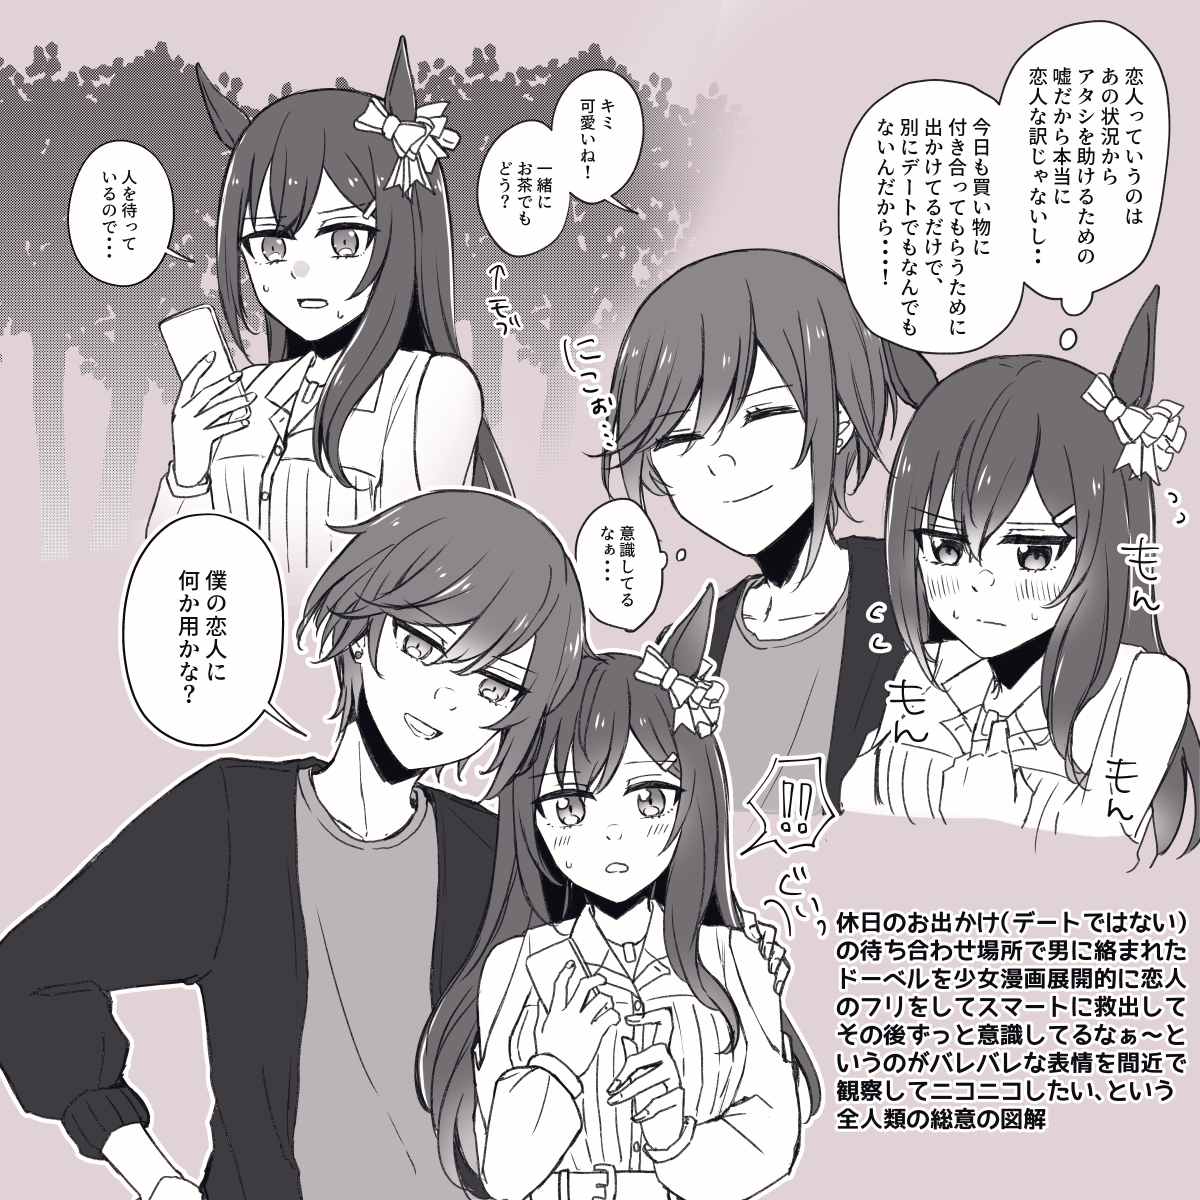 キミ
可愛いね!
一緒に
お茶でも
どう?
←モブ
人を待って
いるので・・・
僕の恋人に
何か用かな?
!!
ぐいっ
恋人っていうのは
あの状況から
アタシを助けるための
嘘だから本当に
恋人な訳じゃないし・・
今日も買い物に
付き合ってもらうために
出かけてるだけで、
別にデートでもなんでも
ないんだから・・・!
にこぉ・・・
意識してる
なぁ・・・
もん
もん
もん
休日のお出かけ(デートではない)
の待ち合わせ場所で男に絡まれた
ドーベルを少女漫画展開的に恋人
のフリをしてスマートに救出して
その後ずっと意識してるなぁ〜と
いうのがバレバレな表情を間近で
観察してニコニコしたい、という
全人類の総意の図解